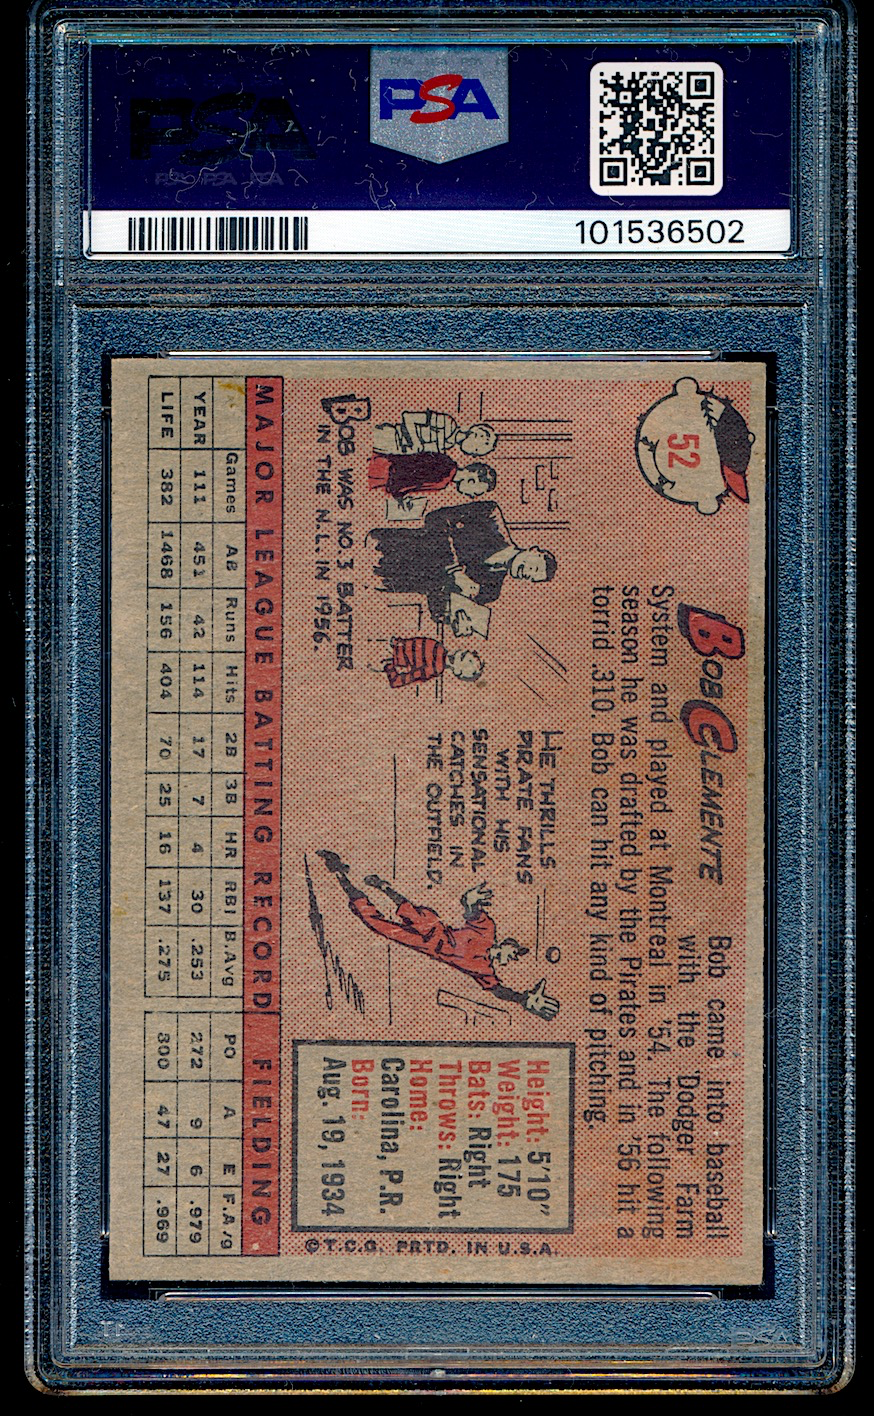 PSA
PSA
101536502
52
BOB CLEMENTE
Bob came into baseball
with the Dodger Farm
System and played at Montreal in '54. The following
season he was drafted by the Pirates and in '56 hit a
torrid .310. Bob can hit any kind of pitching.
BOB WAS NO. 3 BATTER
IN THE N.L. IN 1956.
HE THRILLS
PIRATE FANS
WITH HIS
SENSATIONAL
CATCHES IN
THE OUTFIELD.
Height: 5'10"
Weight: 175
Bats: Right
Throws: Right
Home:
Carolina, P.R.
Born:
Aug. 19, 1934
© T.C.G. PRTD. IN U.S.A.
MAJOR LEAGUE BATTING RECORD FIELDING
Games AB Runs Hits 2B 3B HR RBI B.Avg PO A E F.Avg
YEAR 111 451 42 114 17 7 4 30 .253 272 9 6 .979
LIFE 382 1468 156 404 70 25 16 137 .275 800 47 27 .969
PSA